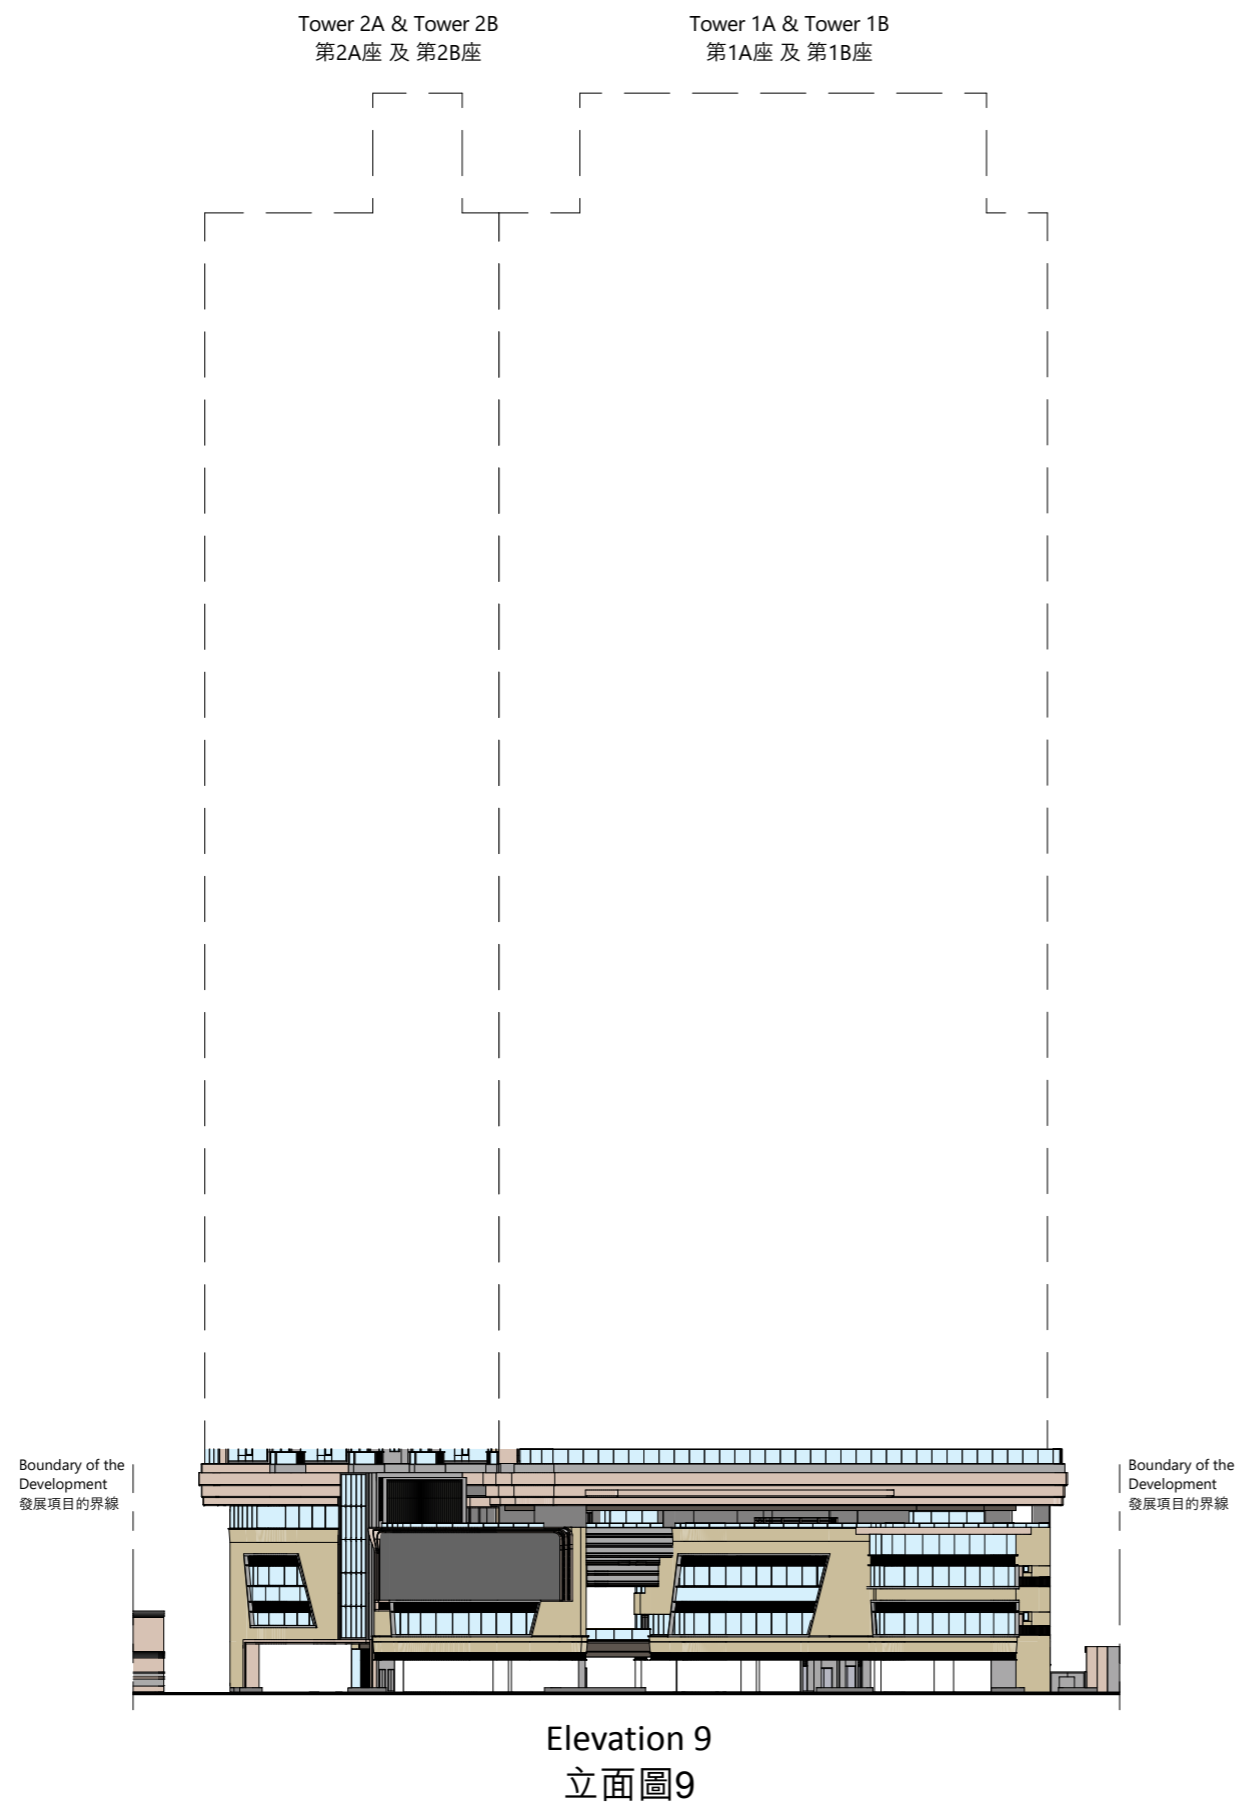 Tower 2A & Tower 2B
第2A座 及 第2B座
Tower 1A & Tower 1B
第1A座 及 第1B座
Boundary of the
Development
發展項目的界線
Boundary of the
Development
發展項目的界線
Elevation 9
立面圖9